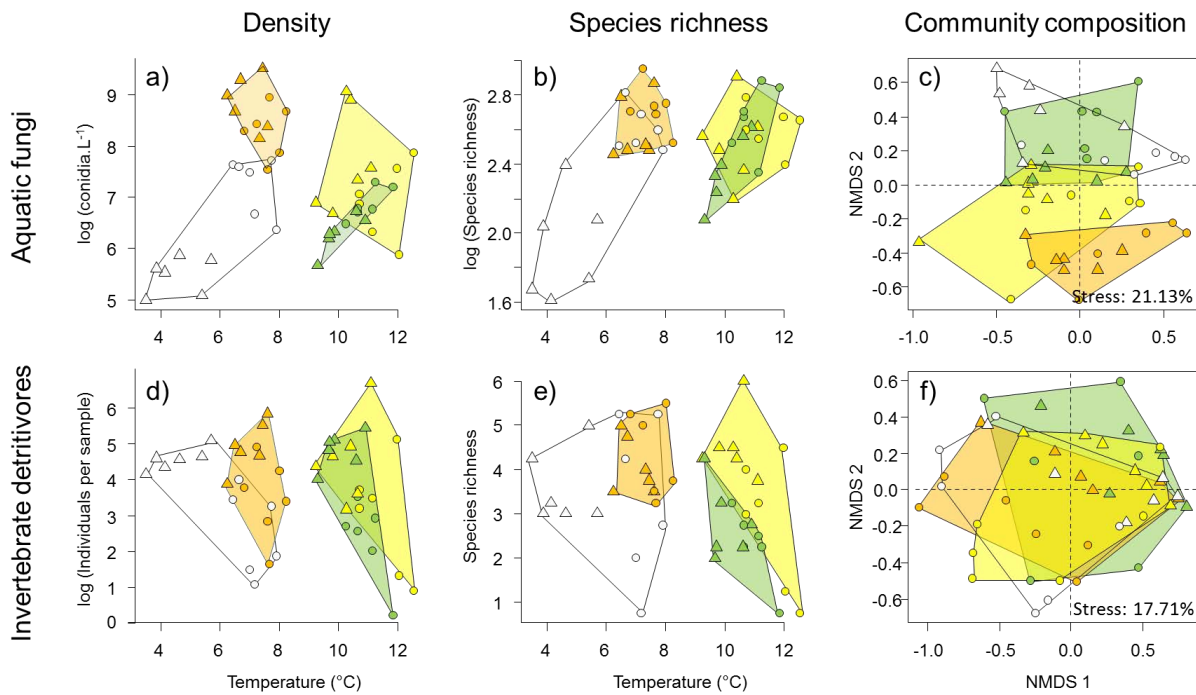 Density
Species richness
Community composition
Aquatic fungi
a)
log (conidia.L⁻¹)
9
8
7
6
5
4
6
8
10
12
b)
log (Species richness)
2.8
2.4
2.0
1.6
4
6
8
10
12
c)
NMDS 2
0.6
0.4
0.2
0.0
-0.2
-0.4
-0.6
Stress: 21.13%
-1.0
-0.5
0.0
0.5
Invertebrate detritivores
d)
log (Individuals per sample)
6
5
4
3
2
1
0
4
6
8
10
12
Temperature (°C)
e)
Species richness
6
5
4
3
2
1
4
6
8
10
12
Temperature (°C)
f)
NMDS 2
0.6
0.4
0.2
0.0
-0.2
-0.4
-0.6
Stress: 17.71%
-1.0
-0.5
0.0
0.5
NMDS 1